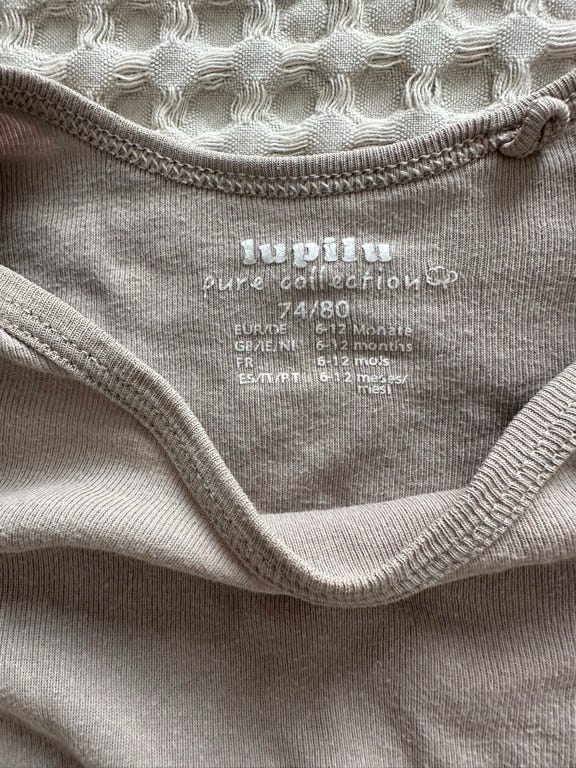 lupilu
pure collection
74/80
EUR/DE 6-12 Monate
GB/IE/NI 6-12 months
FR 6-12 mois
ES/IT/PT 6-12 meses/
mesi